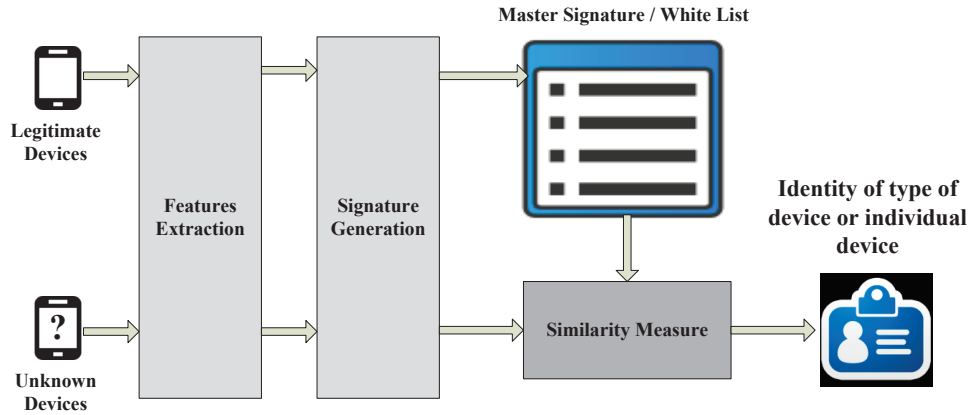 Master Signature / White List
Legitimate
Devices
Features
Extraction
Signature
Generation
Identity of type of
device or individual
device
?
Unknown
Devices
Similarity Measure